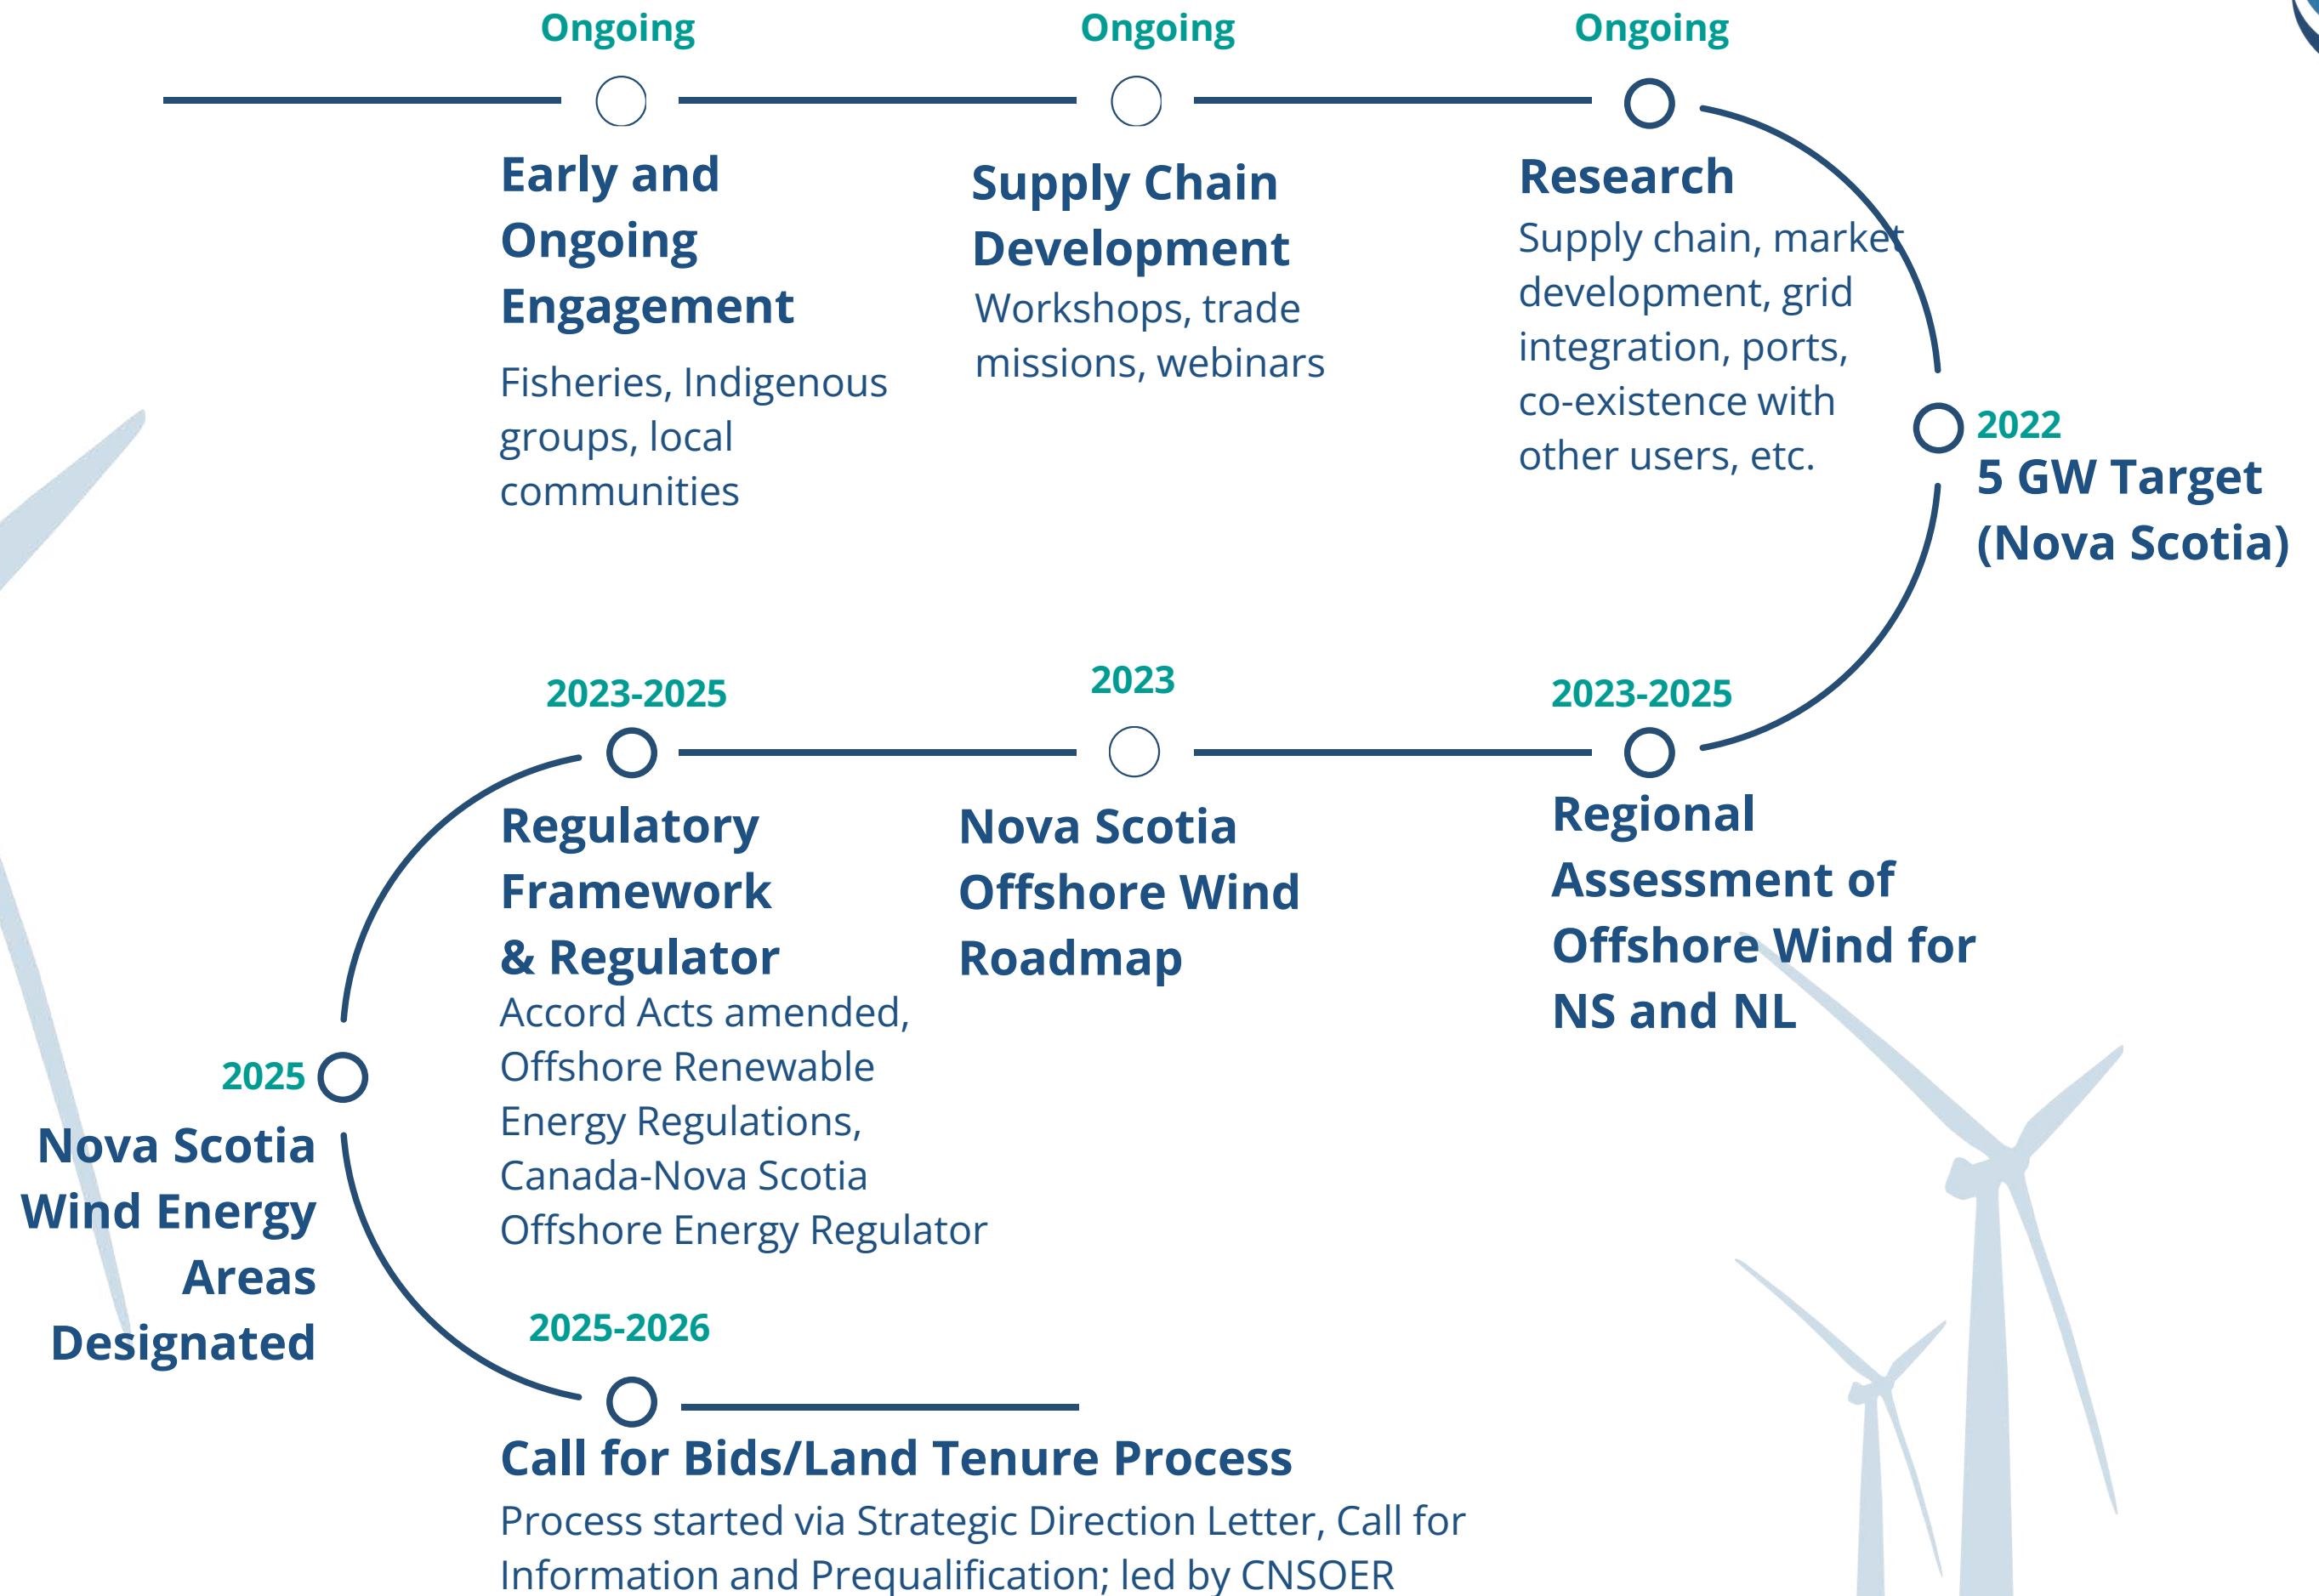 Ongoing
Early and
Ongoing
Engagement
Fisheries, Indigenous
groups, local
communities
Ongoing
Supply Chain
Development
Workshops, trade
missions, webinars
Ongoing
Research
Supply chain, market
development, grid
integration, ports,
co-existence with
other users, etc.
2022
5 GW Target
(Nova Scotia)
2023-2025
Regional
Assessment of
Offshore Wind for
NS and NL
2023
Nova Scotia
Offshore Wind
Roadmap
2023-2025
Regulatory
Framework
& Regulator
Accord Acts amended,
Offshore Renewable
Energy Regulations,
Canada-Nova Scotia
Offshore Energy Regulator
2025
Nova Scotia
Wind Energy
Areas
Designated
2025-2026
Call for Bids/Land Tenure Process
Process started via Strategic Direction Letter, Call for
Information and Prequalification; led by CNSOER